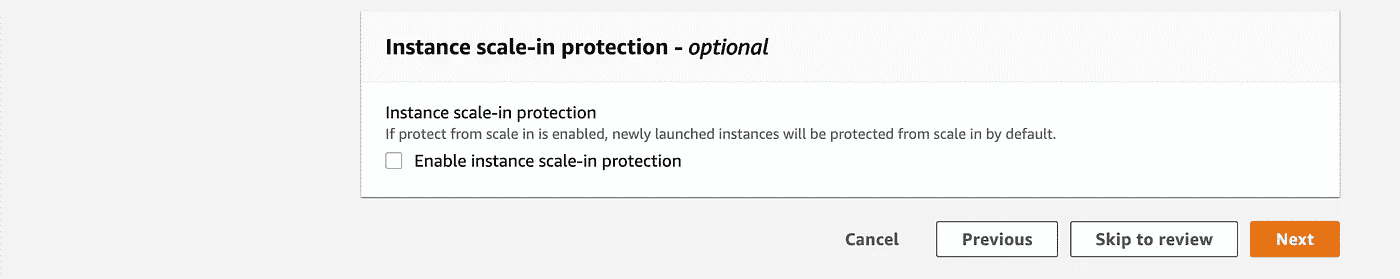 Instance scale-in protection - optional
Instance scale-in protection
If protect from scale in is enabled, newly launched instances will be protected from scale in by default.
Enable instance scale-in protection
Cancel Previous Skip to review Next